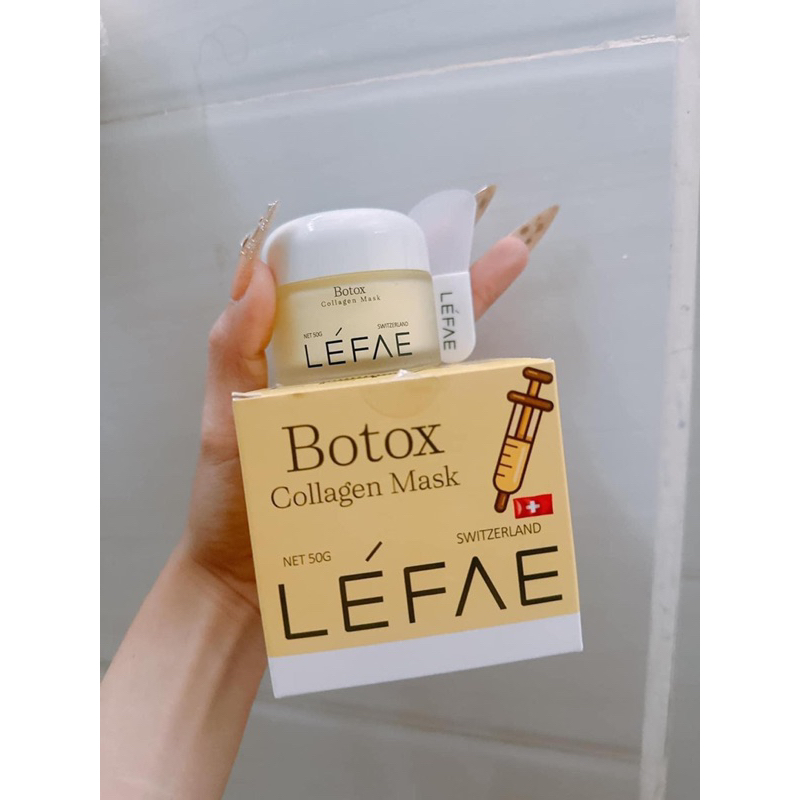 Botox
Collagen Mask
NET 50G
SWITZERLAND
LÉFAE
LÉFAE
Botox
Collagen Mask
NET 50G
SWITZERLAND
LÉFAE